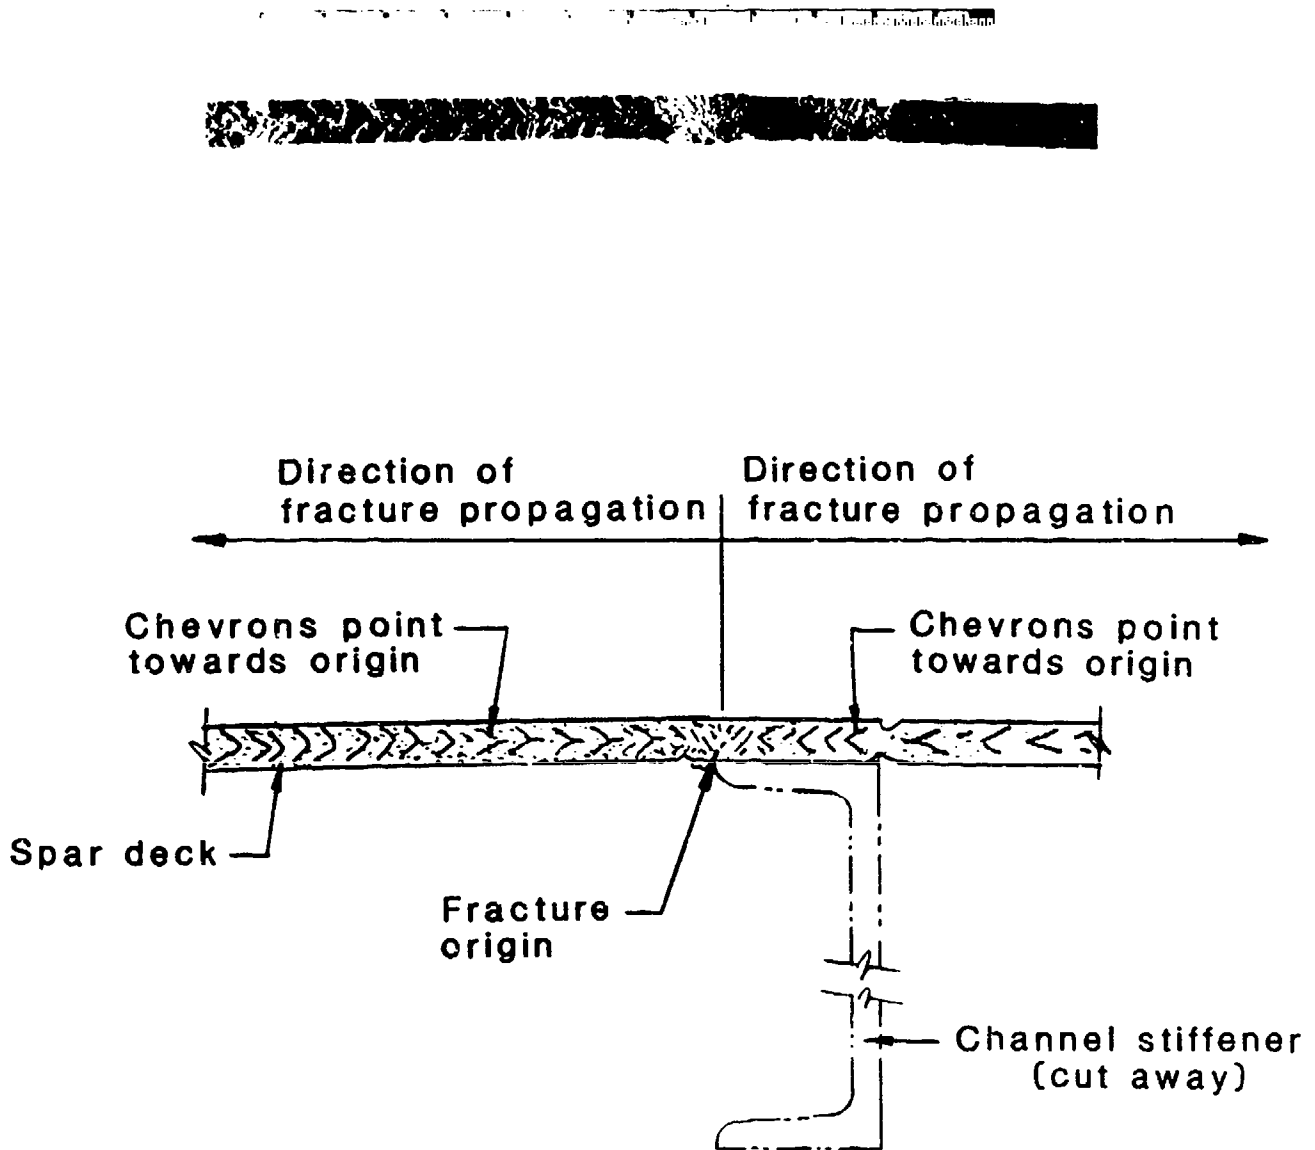 Direction of
fracture propagation
Direction of
fracture propagation
Chevrons point
towards origin
Chevrons point
towards origin
Spar deck
Fracture
origin
Channel stiffener
(cut away)